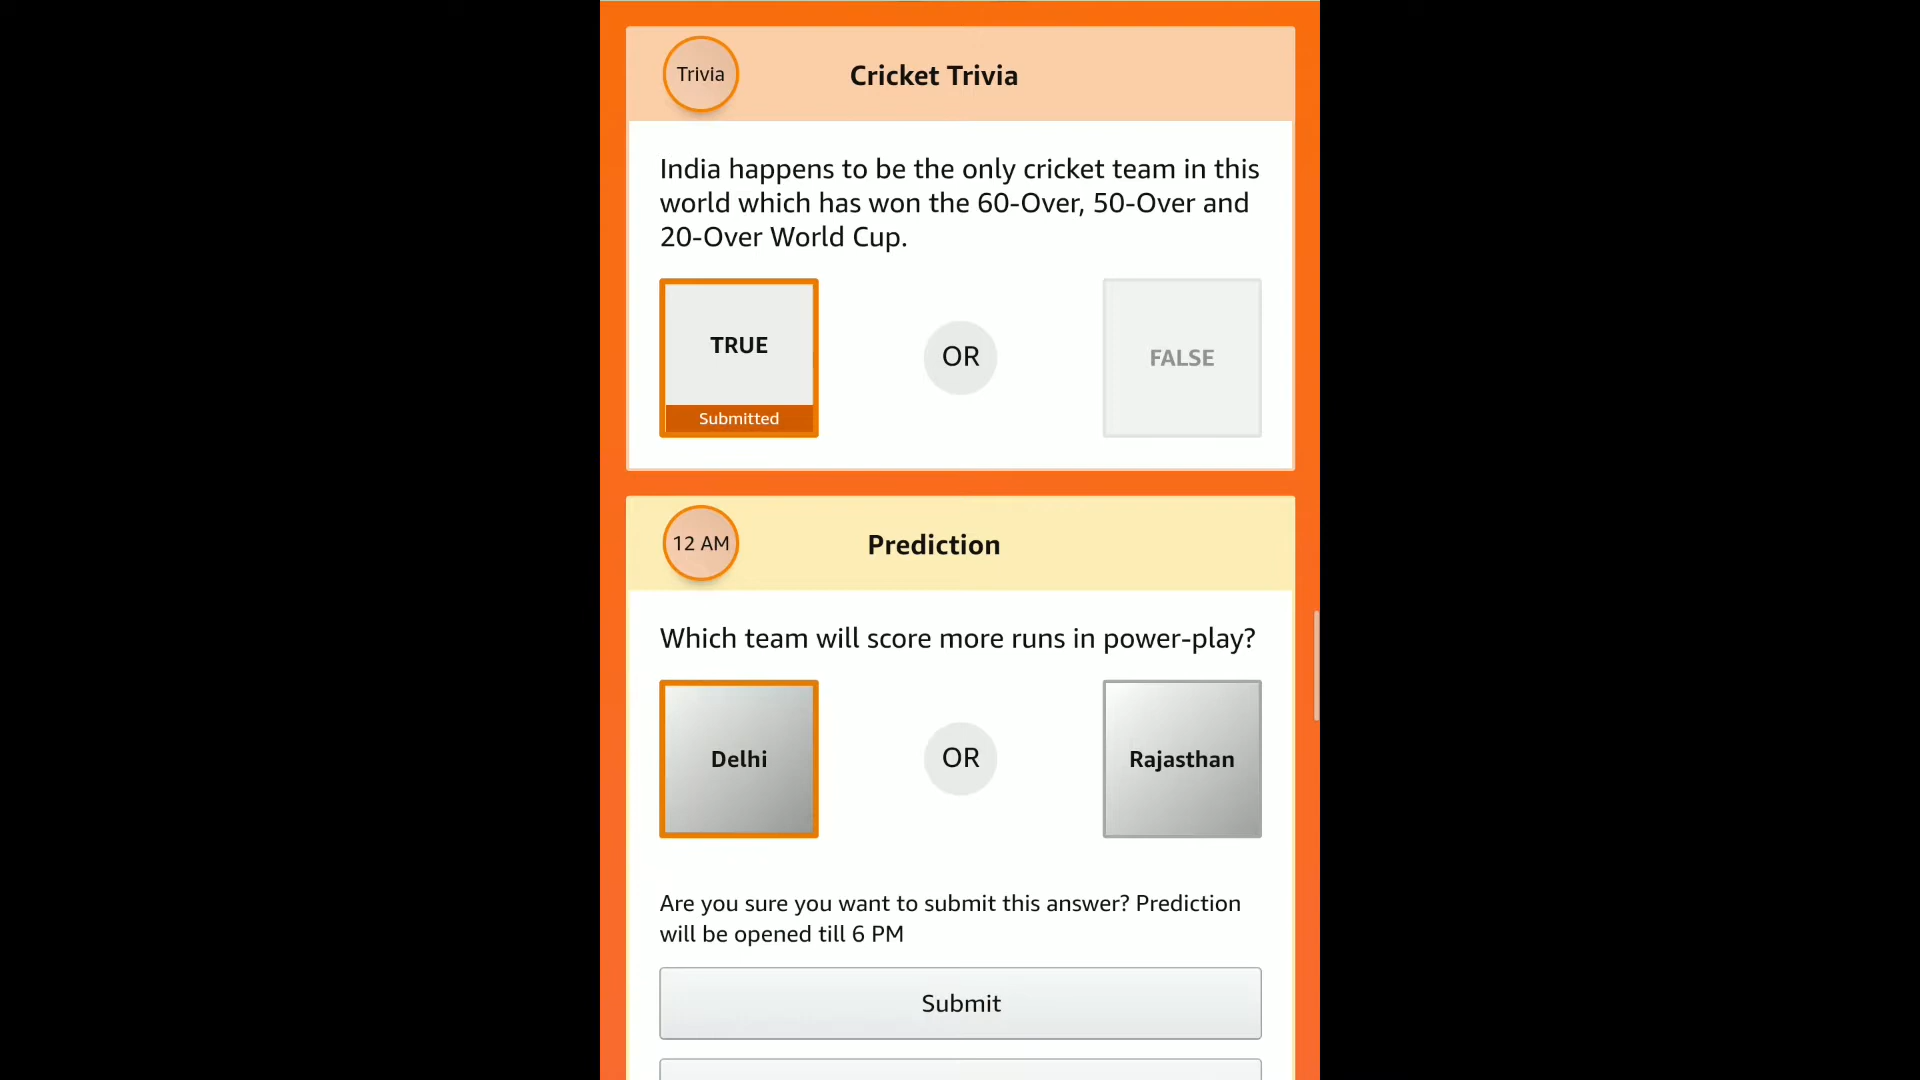 Trivia
Cricket Trivia
India happens to be the only cricket team in this
world which has won the 60-Over, 50-Over and
20-Over World Cup.
TRUE
OR
FALSE
Submitted
12 AM
Prediction
Which team will score more runs in power-play?
Delhi
OR
Rajasthan
Are you sure you want to submit this answer? Prediction
will be opened till 6 PM
Submit